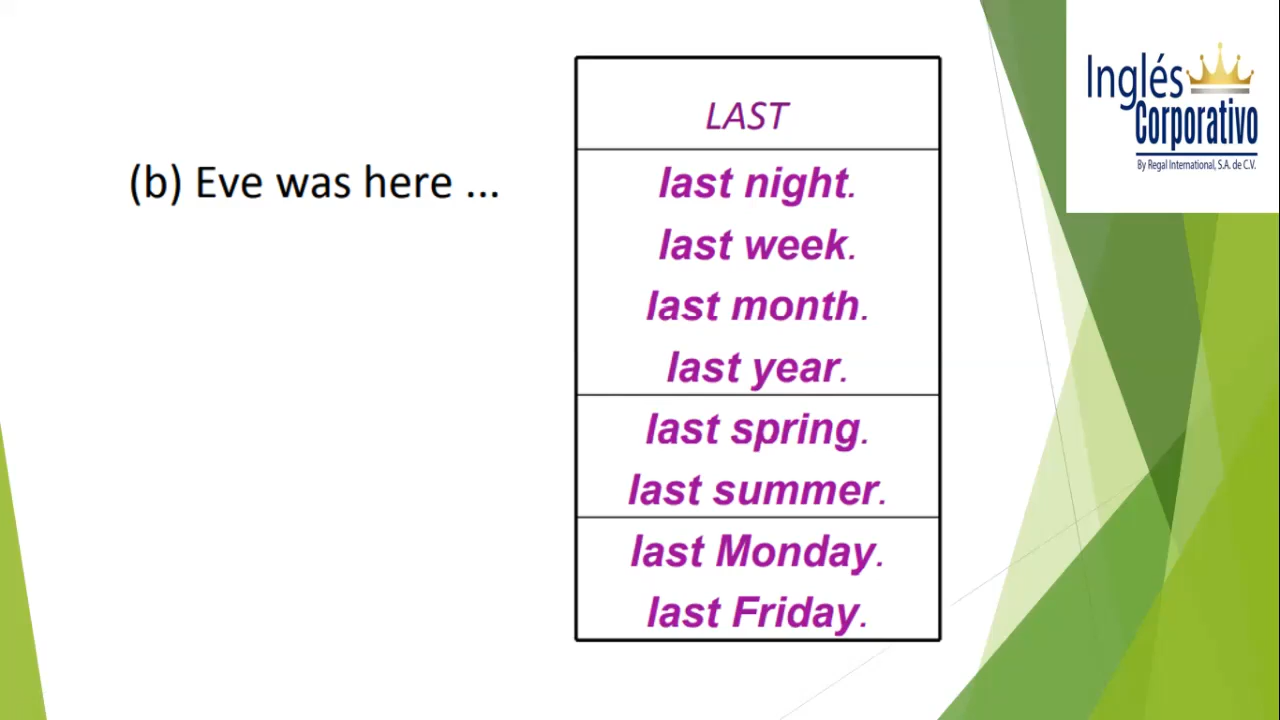 LAST
(b) Eve was here ...
last night.
last week.
last month.
last year.
last spring.
last summer.
last Monday.
last Friday.
Inglés
Corporativo
By Regal International, S.A. de C.V.